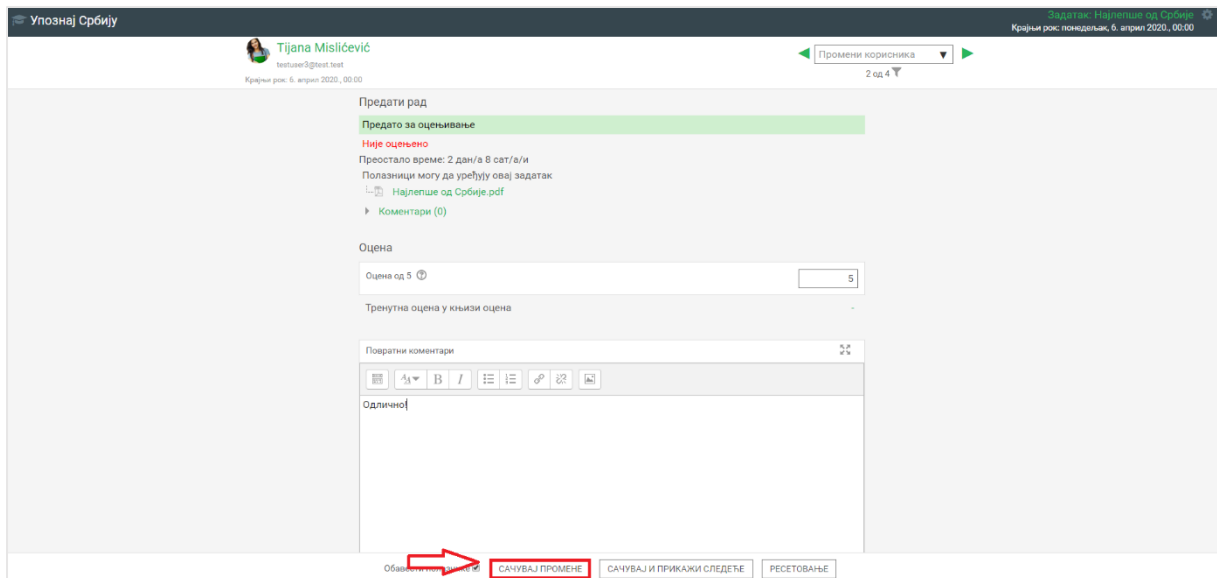 Упознај Србију
Задатак: Најлепше од Србије
Крајњи рок: понедељак, 6. април 2020., 00:00
Tijana Mislićević
testuser3@test.test
Крајњи рок: 6. април 2020., 00:00
Промени корисника
2 од 4
Предати рад
Предато за оцењивање
Није оцењено
Преостало време: 2 дан/а 8 сат/а/и
Полазници могу да уређују овај задатак
Најлепше од Србије.pdf
Коментари (0)
Оцена
Оцена од 5
5
Тренутна оцена у књизи оцена
-
Повратни коментари
Одлично!
САЧУВАЈ ПРОМЕНЕ САЧУВАЈ И ПРИКАЖИ СЛЕДЕЋЕ РЕСЕТОВАЊЕ